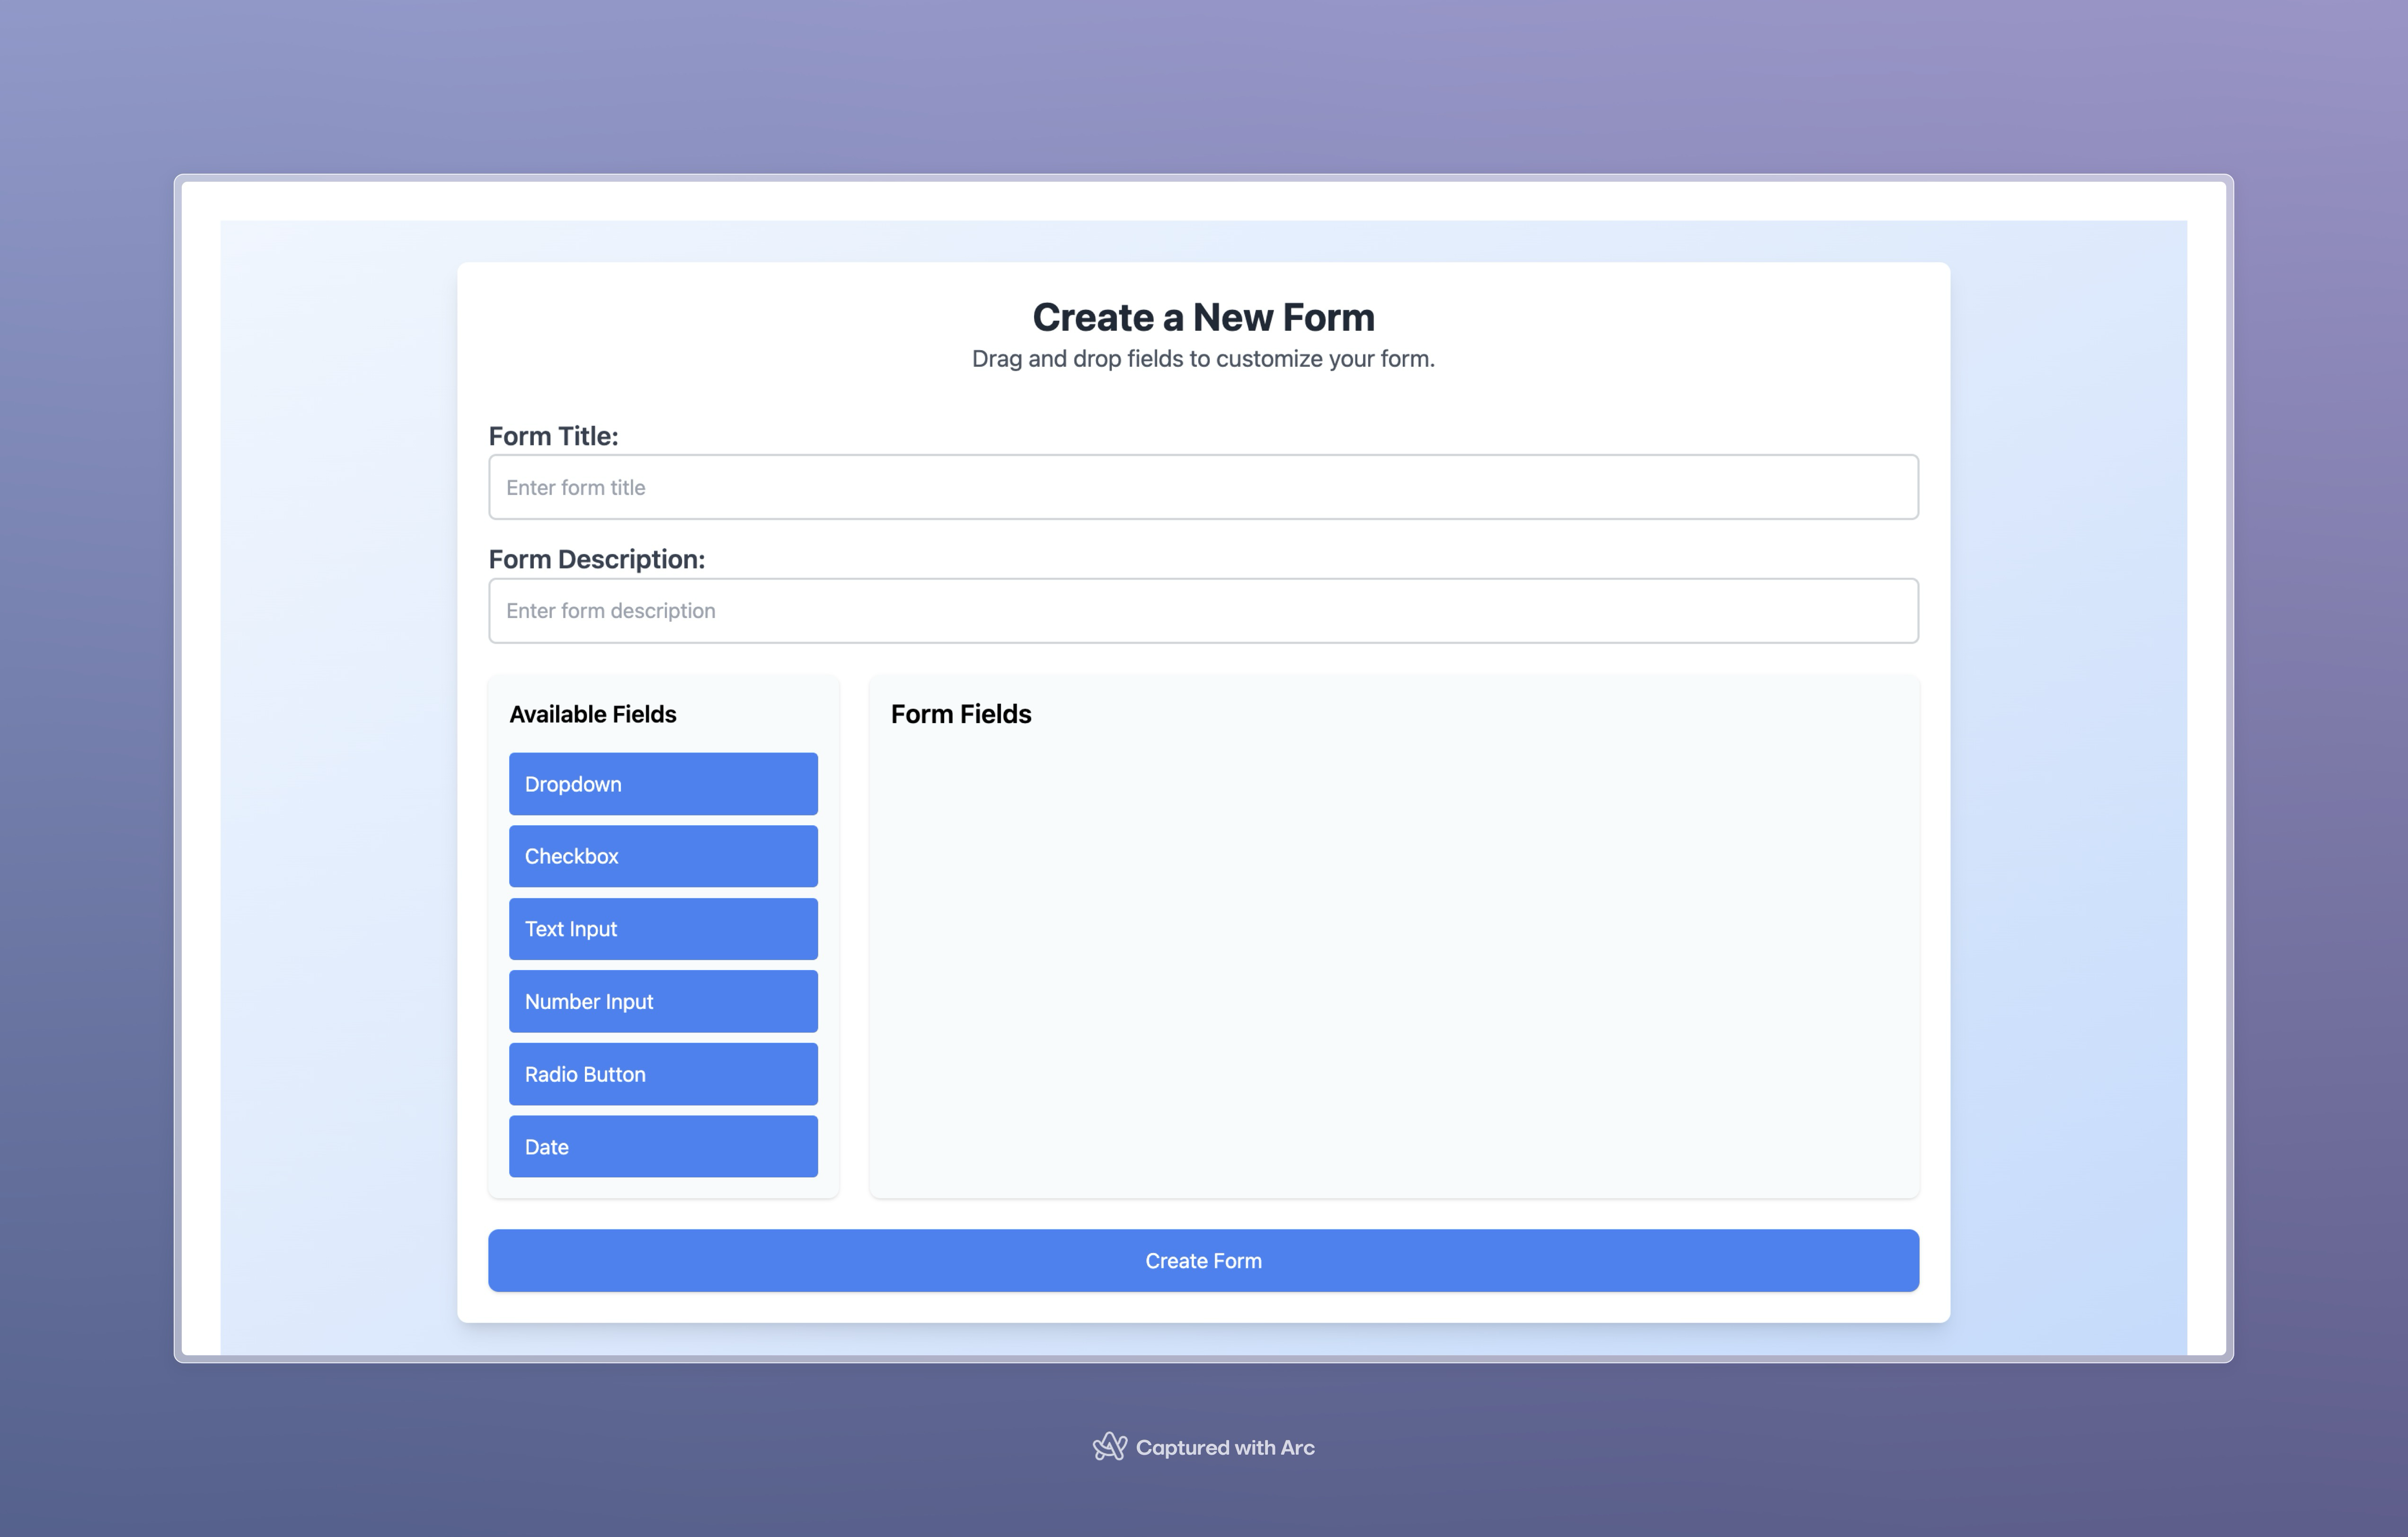 Create a New Form
Drag and drop fields to customize your form.
Form Title:
Enter form title
Form Description:
Enter form description
Available Fields
Dropdown
Checkbox
Text Input
Number Input
Radio Button
Date
Form Fields
Create Form
Captured with Arc